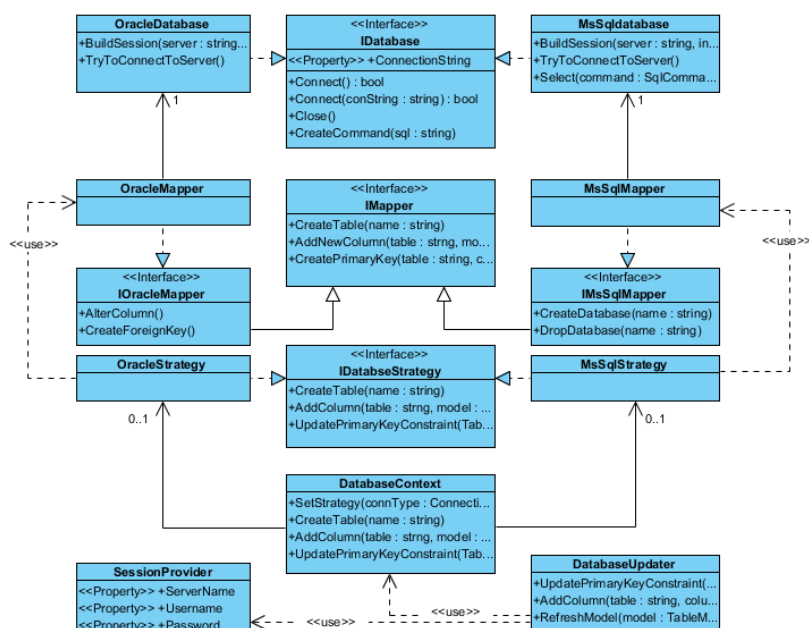 OracleDatabase
+BuildSession(server : string...
+TryToConnectToServer()
<<Interface>>
IDatabase
<<Property>> +ConnectionString
+Connect() : bool
+Connect(conString : string) : bool
+Close()
+CreateCommand(sql : string)
MsSqldatabase
+BuildSession(server : string, in...
+TryToConnectToServer()
+Select(command : SqlComma...
1
1
OracleMapper
<<Interface>>
IMapper
+CreateTable(name : string)
+AddNewColumn(table : strng, mo...
+CreatePrimaryKey(table : string, c...
MsSqlMapper
<<use>>
<<use>>
<<Interface>>
IOracleMapper
+AlterColumn()
+CreateForeignKey()
<<Interface>>
IMsSqlMapper
+CreateDatabase(name : string)
+DropDatabase(name : string)
OracleStrategy
<<Interface>>
IDatabseStrategy
+CreateTable(name : string)
+AddColumn(table : strng, model : ...
+UpdatePrimaryKeyConstraint(Tab...
MsSqlStrategy
0..1
0..1
DatabaseContext
+SetStrategy(connType : Connecti...
+CreateTable(name : string)
+AddColumn(table : strng, model : ...
+UpdatePrimaryKeyConstraint(Tab...
SessionProvider
<<Property>> +ServerName
<<Property>> +Username
<<Property>> +Password
DatabaseUpdater
+UpdatePrimaryKeyConstraint(...
+AddColumn(table : string, colu...
+RefreshModel(model : TableM...
<<use>>
<<use>>